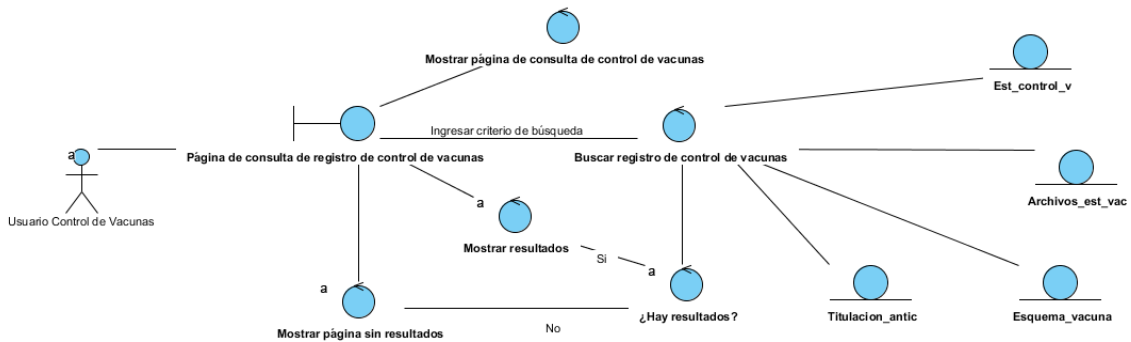 Mostrar página de consulta de control de vacunas
Est_control_v
Ingresar criterio de búsqueda
a
Página de consulta de registro de control de vacunas
Buscar registro de control de vacunas
Usuario Control de Vacunas
a
Archivos_est_vac
Mostrar resultados
Si
a
a
¿Hay resultados?
Titulacion_antic
Esquema_vacuna
Mostrar página sin resultados
No